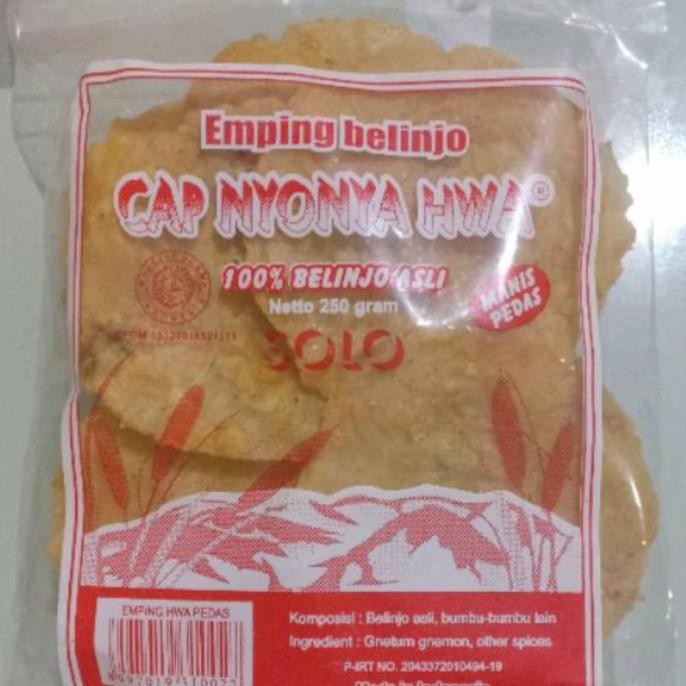 Emping belinjo
CAP NYONYA HWA®
100% BELINJO ASLI
Netto 250 gram
MANIS
PEDAS
SOLO
EMPING HWA PEDAS
Komposisi : Belinjo asli, bumbu-bumbu lain
Ingredient : Gnetum gnemon, other spices
P-IRT NO. 2043372010494-19